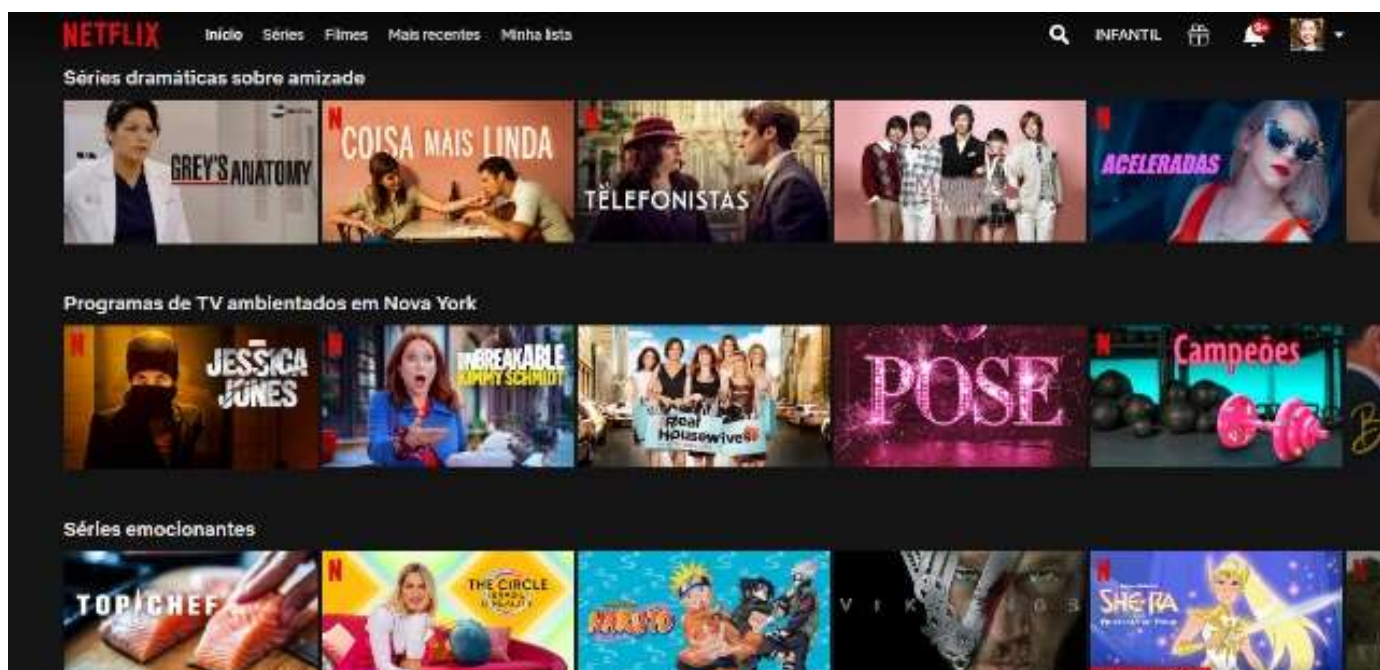 NETFLIX Início Séries Filmes Mais recentes Minha lista INFANTIL 9+
Séries dramáticas sobre amizade
GREY'S ANATOMY
N
COISA MAIS LINDA
N
TELEFONISTAS
N
ACELERADAS
Programas de TV ambientados em Nova York
N
JESSICA
JONES
N
UNBREAKABLE
KIMMY SCHMIDT
Real
Housewives
POSE
N
Campeões
Séries emocionantes
TOP CHEF
N
THE CIRCLE
NARUTO
VIKINGS
N
SHE-RA
N